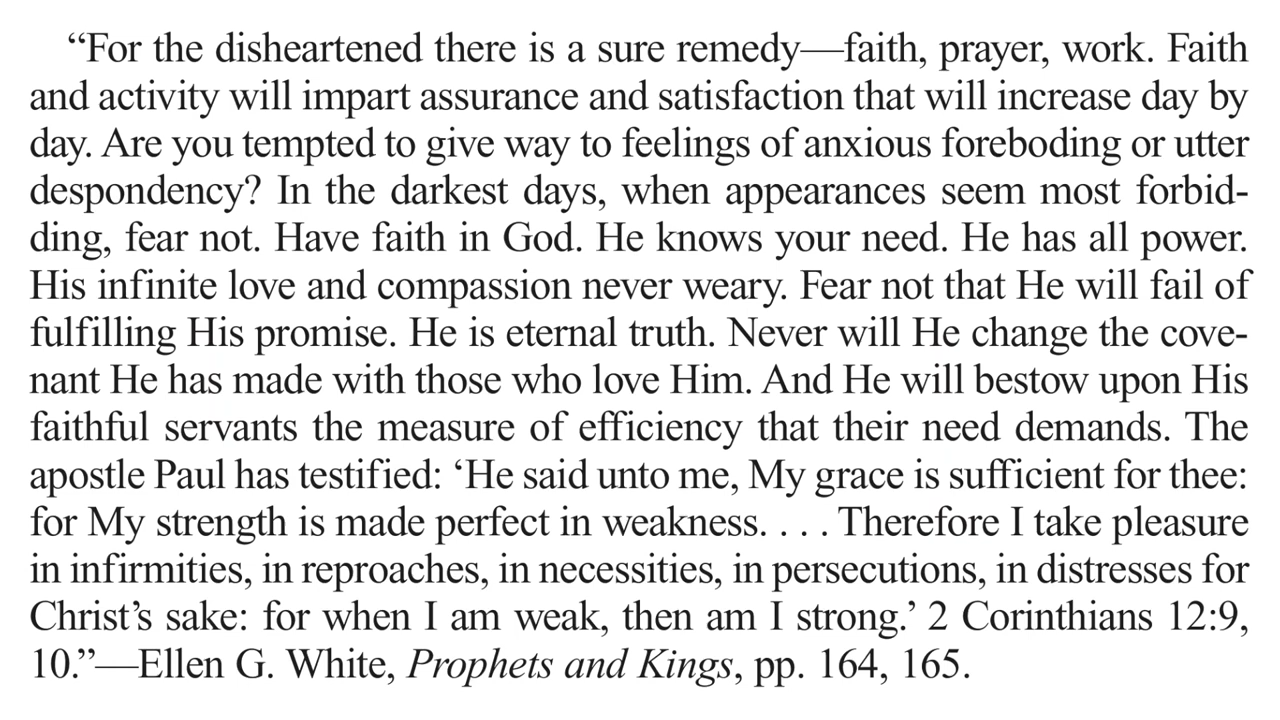 “For the disheartened there is a sure remedy—faith, prayer, work. Faith
and activity will impart assurance and satisfaction that will increase day by
day. Are you tempted to give way to feelings of anxious foreboding or utter
despondency? In the darkest days, when appearances seem most forbid-
ding, fear not. Have faith in God. He knows your need. He has all power.
His infinite love and compassion never weary. Fear not that He will fail of
fulfilling His promise. He is eternal truth. Never will He change the cove-
nant He has made with those who love Him. And He will bestow upon His
faithful servants the measure of efficiency that their need demands. The
apostle Paul has testified: ‘He said unto me, My grace is sufficient for thee:
for My strength is made perfect in weakness. . . . Therefore I take pleasure
in infirmities, in reproaches, in necessities, in persecutions, in distresses for
Christ’s sake: for when I am weak, then am I strong.’ 2 Corinthians 12:9,
10.”—Ellen G. White, Prophets and Kings, pp. 164, 165.